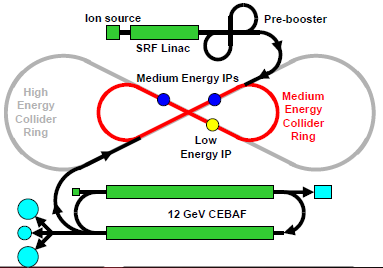 Ion source
Pre-booster
SRF Linac
Medium Energy IPs
High
Energy
Collider
Ring
Medium
Energy
Collider
Ring
Low
Energy IP
12 GeV CEBAF